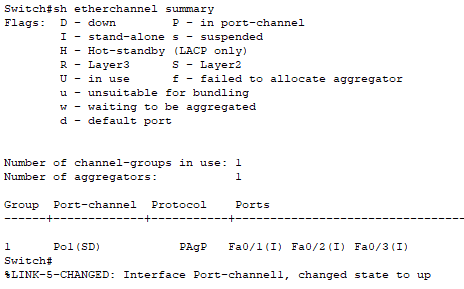 Switch#sh etherchannel summary
Flags:  D - down        P - in port-channel
        I - stand-alone s - suspended
        H - Hot-standby (LACP only)
        R - Layer3      S - Layer2
        U - in use      f - failed to allocate aggregator
        u - unsuitable for bundling
        w - waiting to be aggregated
        d - default port
Number of channel-groups in use: 1
Number of aggregators:           1
Group  Port-channel  Protocol    Ports
------+-------------+-----------+----------------------------------
1      Po1(SD)           PAgP   Fa0/1(I) Fa0/2(I) Fa0/3(I)
Switch#
%LINK-5-CHANGED: Interface Port-channel1, changed state to up